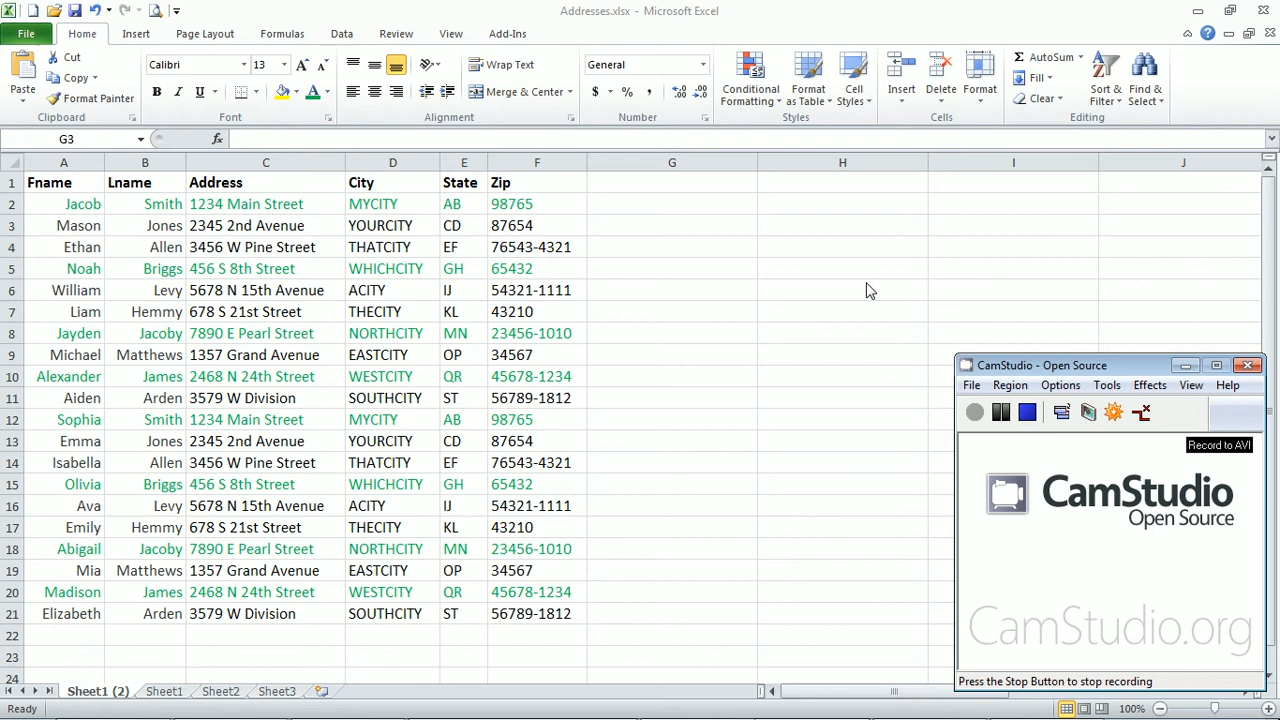 Addresses.xlsx - Microsoft Excel
File Home Insert Page Layout Formulas Data Review View Add-Ins
Paste Cut Copy Format Painter Clipboard
Calibri 13 B I U A Font
Wrap Text Merge & Center Alignment
General $ % , Number
Conditional Formatting Format as Table Cell Styles Styles
Insert Delete Format Cells
AutoSum Fill Clear Sort & Filter Find & Select Editing
G3 fx
A B C D E F G H I J
1 Fname Lname Address City State Zip
2 Jacob Smith 1234 Main Street MYCITY AB 98765
3 Mason Jones 2345 2nd Avenue YOURCITY CD 87654
4 Ethan Allen 3456 W Pine Street THATCITY EF 76543-4321
5 Noah Briggs 456 S 8th Street WHICHCITY GH 65432
6 William Levy 5678 N 15th Avenue ACITY IJ 54321-1111
7 Liam Hemmy 678 S 21st Street THECITY KL 43210
8 Jayden Jacoby 7890 E Pearl Street NORTHCITY MN 23456-1010
9 Michael Matthews 1357 Grand Avenue EASTCITY OP 34567
10 Alexander James 2468 N 24th Street WESTCITY QR 45678-1234
11 Aiden Arden 3579 W Division SOUTHCITY ST 56789-1812
12 Sophia Smith 1234 Main Street MYCITY AB 98765
13 Emma Jones 2345 2nd Avenue YOURCITY CD 87654
14 Isabella Allen 3456 W Pine Street THATCITY EF 76543-4321
15 Olivia Briggs 456 S 8th Street WHICHCITY GH 65432
16 Ava Levy 5678 N 15th Avenue ACITY IJ 54321-1111
17 Emily Hemmy 678 S 21st Street THECITY KL 43210
18 Abigail Jacoby 7890 E Pearl Street NORTHCITY MN 23456-1010
19 Mia Matthews 1357 Grand Avenue EASTCITY OP 34567
20 Madison James 2468 N 24th Street WESTCITY QR 45678-1234
21 Elizabeth Arden 3579 W Division SOUTHCITY ST 56789-1812
22
23
24
CamStudio - Open Source
File Region Options Tools Effects View Help
Record to AVI
CamStudio
Open Source
CamStudio.org
Press the Stop Button to stop recording
Sheet1 (2) Sheet1 Sheet2 Sheet3
Ready 100%